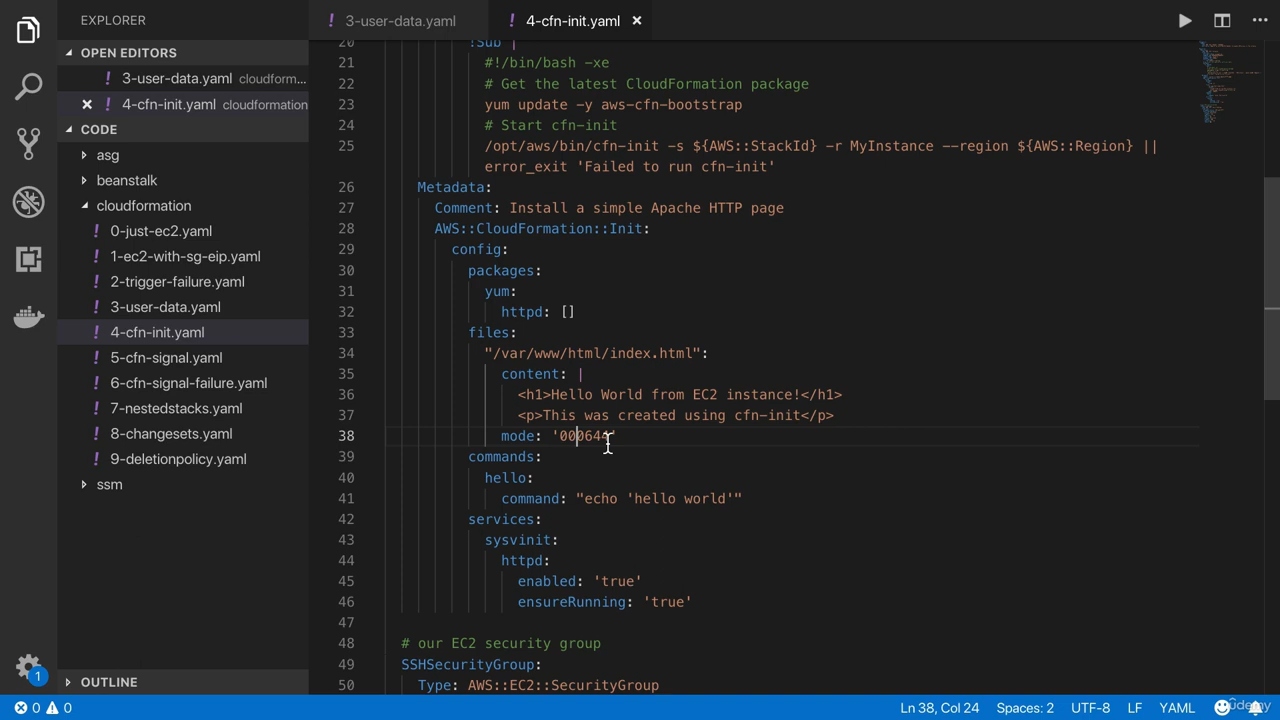 EXPLORER
OPEN EDITORS
3-user-data.yaml cloudform...
4-cfn-init.yaml cloudformation
CODE
asg
beanstalk
cloudformation
0-just-ec2.yaml
1-ec2-with-sg-eip.yaml
2-trigger-failure.yaml
3-user-data.yaml
4-cfn-init.yaml
5-cfn-signal.yaml
6-cfn-signal-failure.yaml
7-nestedstacks.yaml
8-changesets.yaml
9-deletionpolicy.yaml
ssm
OUTLINE
1
3-user-data.yaml
4-cfn-init.yaml
20 !Sub |
21 #!/bin/bash -xe
22 # Get the latest CloudFormation package
23 yum update -y aws-cfn-bootstrap
24 # Start cfn-init
25 /opt/aws/bin/cfn-init -s ${AWS::StackId} -r MyInstance --region ${AWS::Region} ||
error_exit 'Failed to run cfn-init'
26 Metadata:
27 Comment: Install a simple Apache HTTP page
28 AWS::CloudFormation::Init:
29 config:
30 packages:
31 yum:
32 httpd: []
33 files:
34 "/var/www/html/index.html":
35 content: |
36 <h1>Hello World from EC2 instance!</h1>
37 <p>This was created using cfn-init</p>
38 mode: '000644'
39 commands:
40 hello:
41 command: "echo 'hello world'"
42 services:
43 sysvinit:
44 httpd:
45 enabled: 'true'
46 ensureRunning: 'true'
47
48 # our EC2 security group
49 SSHSecurityGroup:
50 Type: AWS::EC2::SecurityGroup
0 0
Ln 38, Col 24 Spaces: 2 UTF-8 LF YAML
Udemy